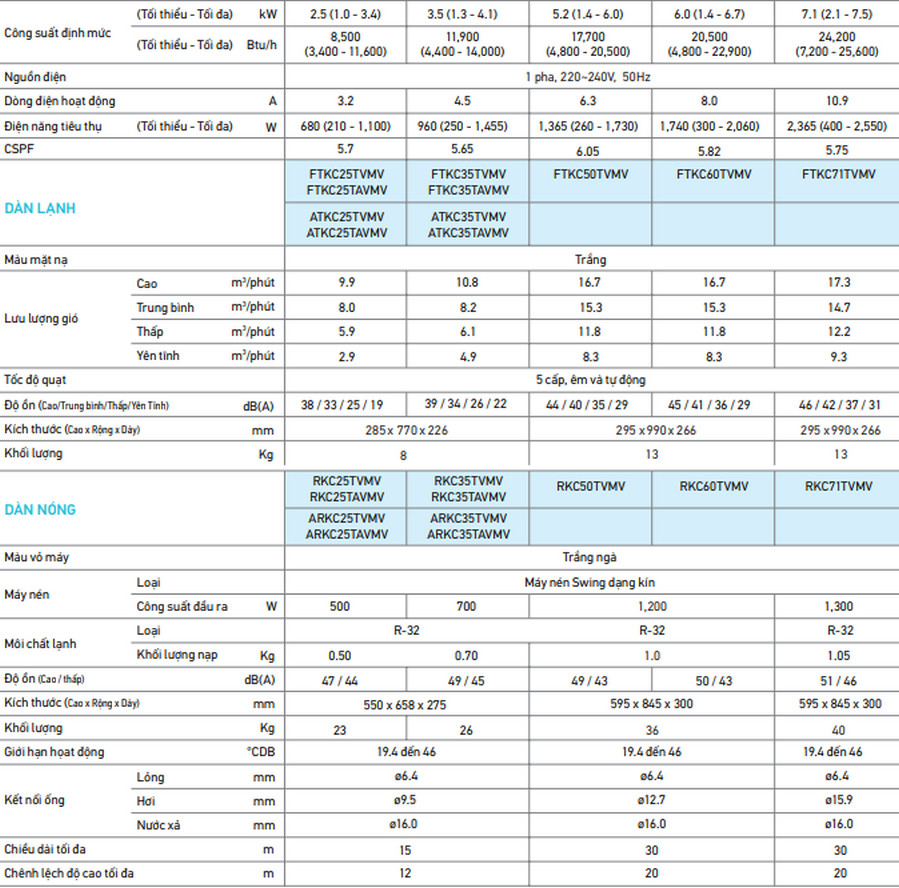 Công suất định mức (Tối thiểu - Tối đa) kW 2.5 (1.0 - 3.4) 3.5 (1.3 - 4.1) 5.2 (1.4 - 6.0) 6.0 (1.4 - 6.7) 7.1 (2.1 - 7.5)
(Tối thiểu - Tối đa) Btu/h 8,500 11,900 17,700 20,500 24,200
(3,400 - 11,600) (4,400 - 14,000) (4,800 - 20,500) (4,800 - 22,900) (7,200 - 25,600)
Nguồn điện 1 pha, 220~240V, 50Hz
Dòng điện hoạt động A 3.2 4.5 6.3 8.0 10.9
Điện năng tiêu thụ (Tối thiểu - Tối đa) W 680 (210 - 1,100) 960 (250 - 1,455) 1,365 (260 - 1,730) 1,740 (300 - 2,060) 2,365 (400 - 2,550)
CSPF 5.7 5.65 6.05 5.82 5.75
DÀN LẠNH FTKC25TVMV FTKC35TVMV FTKC50TVMV FTKC60TVMV FTKC71TVMV
FTKC25TAVMV FTKC35TAVMV
ATKC25TVMV ATKC35TVMV
ATKC25TAVMV ATKC35TAVMV
Màu mặt nạ Trắng
Lưu lượng gió Cao m³/phút 9.9 10.8 16.7 16.7 17.3
Trung bình m³/phút 8.0 8.2 15.3 15.3 14.7
Thấp m³/phút 5.9 6.1 11.8 11.8 12.2
Yên tĩnh m³/phút 2.9 4.9 8.3 8.3 9.3
Tốc độ quạt 5 cấp, êm và tự động
Độ ồn (Cao/Trung bình/Thấp/Yên Tĩnh) dB(A) 38 / 33 / 25 / 19 39 / 34 / 26 / 22 44 / 40 / 35 / 29 45 / 41 / 36 / 29 46 / 42 / 37 / 31
Kích thước (Cao x Rộng x Dày) mm 285 x 770 x 226 295 x 990 x 266 295 x 990 x 266
Khối lượng Kg 8 13 13
DÀN NÓNG RKC25TVMV RKC35TVMV RKC50TVMV RKC60TVMV RKC71TVMV
RKC25TAVMV RKC35TAVMV
ARKC25TVMV ARKC35TVMV
ARKC25TAVMV ARKC35TAVMV
Màu vỏ máy Trắng ngà
Máy nén Loại Máy nén Swing dạng kín
Công suất đầu ra W 500 700 1,200 1,300
Môi chất lạnh Loại R-32 R-32 R-32
Khối lượng nạp Kg 0.50 0.70 1.0 1.05
Độ ồn (Cao / thấp) dB(A) 47 / 44 49 / 45 49 / 43 50 / 43 51 / 46
Kích thước (Cao x Rộng x Dày) mm 550 x 658 x 275 595 x 845 x 300 595 x 845 x 300
Khối lượng Kg 23 26 36 40
Giới hạn hoạt động °CDB 19.4 đến 46 19.4 đến 46 19.4 đến 46
Kết nối ống Lỏng mm ø6.4 ø6.4 ø6.4
Hơi mm ø9.5 ø12.7 ø15.9
Nước xả mm ø16.0 ø16.0 ø16.0
Chiều dài tối đa m 15 30 30
Chênh lệch độ cao tối đa m 12 20 20